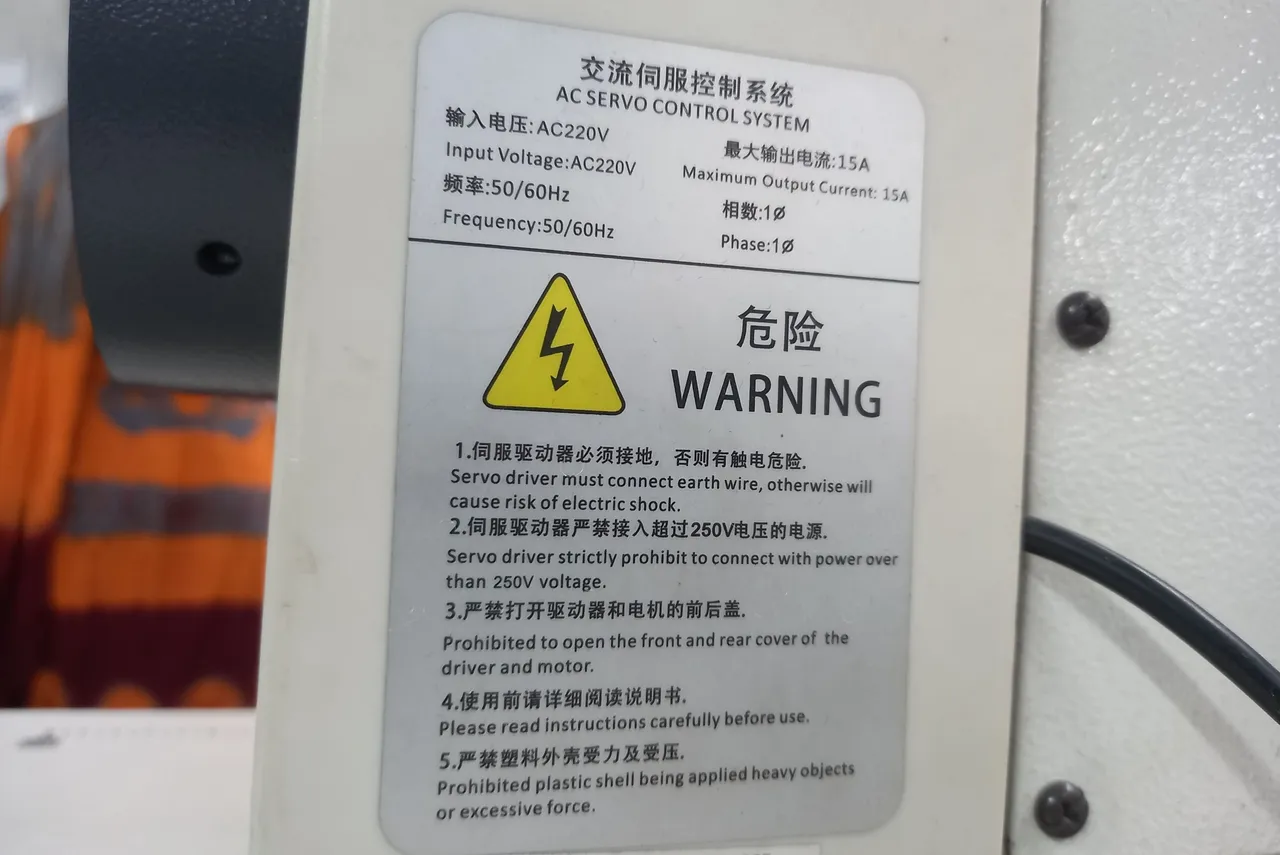 交流伺服控制系统
AC SERVO CONTROL SYSTEM
输入电压:AC220V
Input Voltage:AC220V
频率:50/60Hz
Frequency:50/60Hz
最大输出电流:15A
Maximum Output Current: 15A
相数:1Ø
Phase:1Ø
危险
WARNING
1.伺服驱动器必须接地，否则有触电危险.
Servo driver must connect earth wire, otherwise will
cause risk of electric shock.
2.伺服驱动器严禁接入超过250V电压的电源.
Servo driver strictly prohibit to connect with power over
than 250V voltage.
3.严禁打开驱动器和电机的前后盖.
Prohibited to open the front and rear cover of the
driver and motor.
4.使用前请详细阅读说明书.
Please read instructions carefully before use.
5.严禁塑料外壳受力及受压.
Prohibited plastic shell being applied heavy objects
or excessive force.